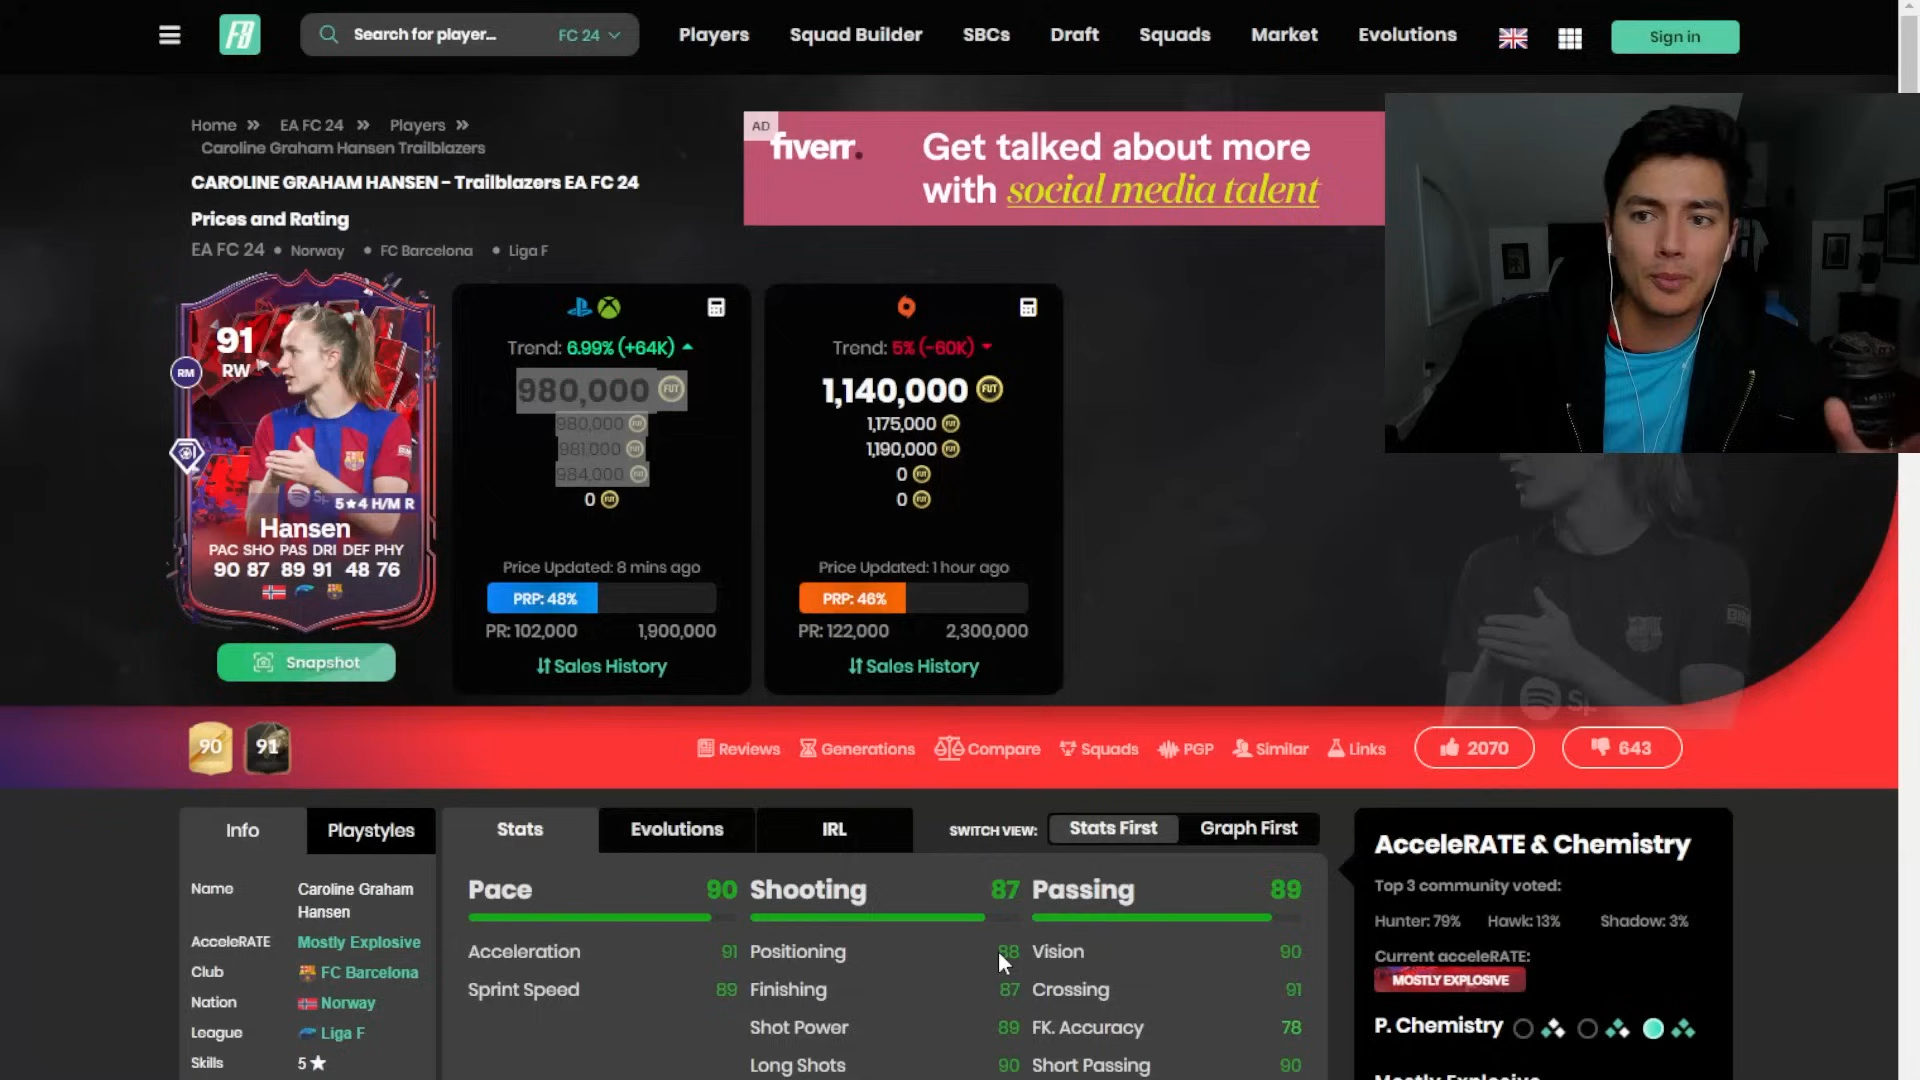 Search for player...
FC 24
Players
Squad Builder
SBCs
Draft
Squads
Market
Evolutions
Sign in
Home » EA FC 24 » Players »
Caroline Graham Hansen Trailblazers
CAROLINE GRAHAM HANSEN - Trailblazers EA FC 24
Prices and Rating
EA FC 24 • Norway • FC Barcelona • Liga F
AD
fiverr.
Get talked about more
with social media talent
91
RW
RM
5★4 H/M R
Hansen
PAC SHO PAS DRI DEF PHY
90 87 89 91 48 76
Snapshot
Trend: 6.99% (+64K)
980,000
980,000
981,000
984,000
0
Price Updated: 8 mins ago
PRP: 48%
PR: 102,000 1,900,000
Sales History
Trend: 5% (-60K)
1,140,000
1,175,000
1,190,000
0
0
Price Updated: 1 hour ago
PRP: 46%
PR: 122,000 2,300,000
Sales History
90
91
Reviews
Generations
Compare
Squads
PGP
Similar
Links
2070
643
Info
Playstyles
Name Caroline Graham
Hansen
AcceleRATE Mostly Explosive
Club FC Barcelona
Nation Norway
League Liga F
Skills 5★
Stats
Evolutions
IRL
SWITCH VIEW:
Stats First
Graph First
Pace 90
Acceleration 91
Sprint Speed 89
Shooting 87
Positioning 88
Finishing 87
Shot Power 89
Long Shots 90
Passing 89
Vision 90
Crossing 91
FK. Accuracy 78
Short Passing 90
AcceleRATE & Chemistry
Top 3 community voted:
Hunter: 79% Hawk: 13% Shadow: 3%
Current acceleRATE:
MOSTLY EXPLOSIVE
P. Chemistry
Mostly Explosive